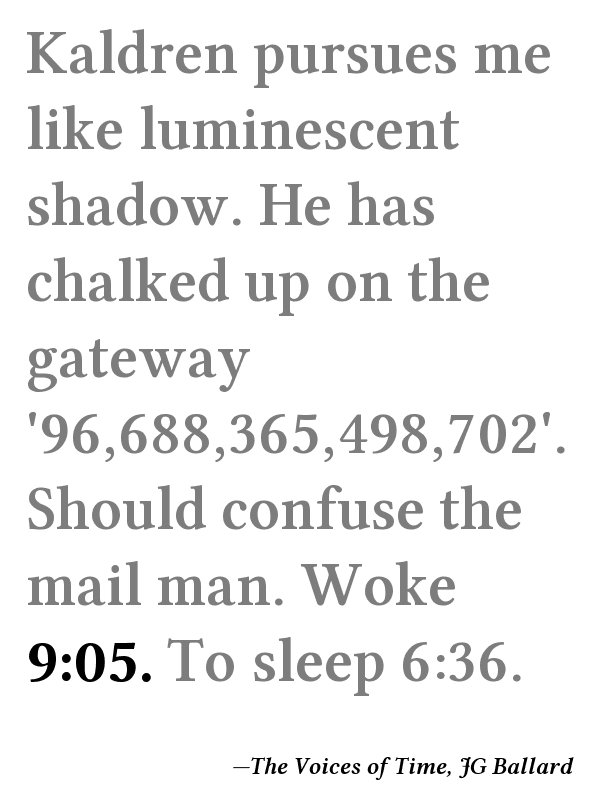 Kaldren pursues me
like luminescent
shadow. He has
chalked up on the
gateway
'96,688,365,498,702'.
Should confuse the
mail man. Woke
9:05. To sleep 6:36.
—The Voices of Time, JG Ballard